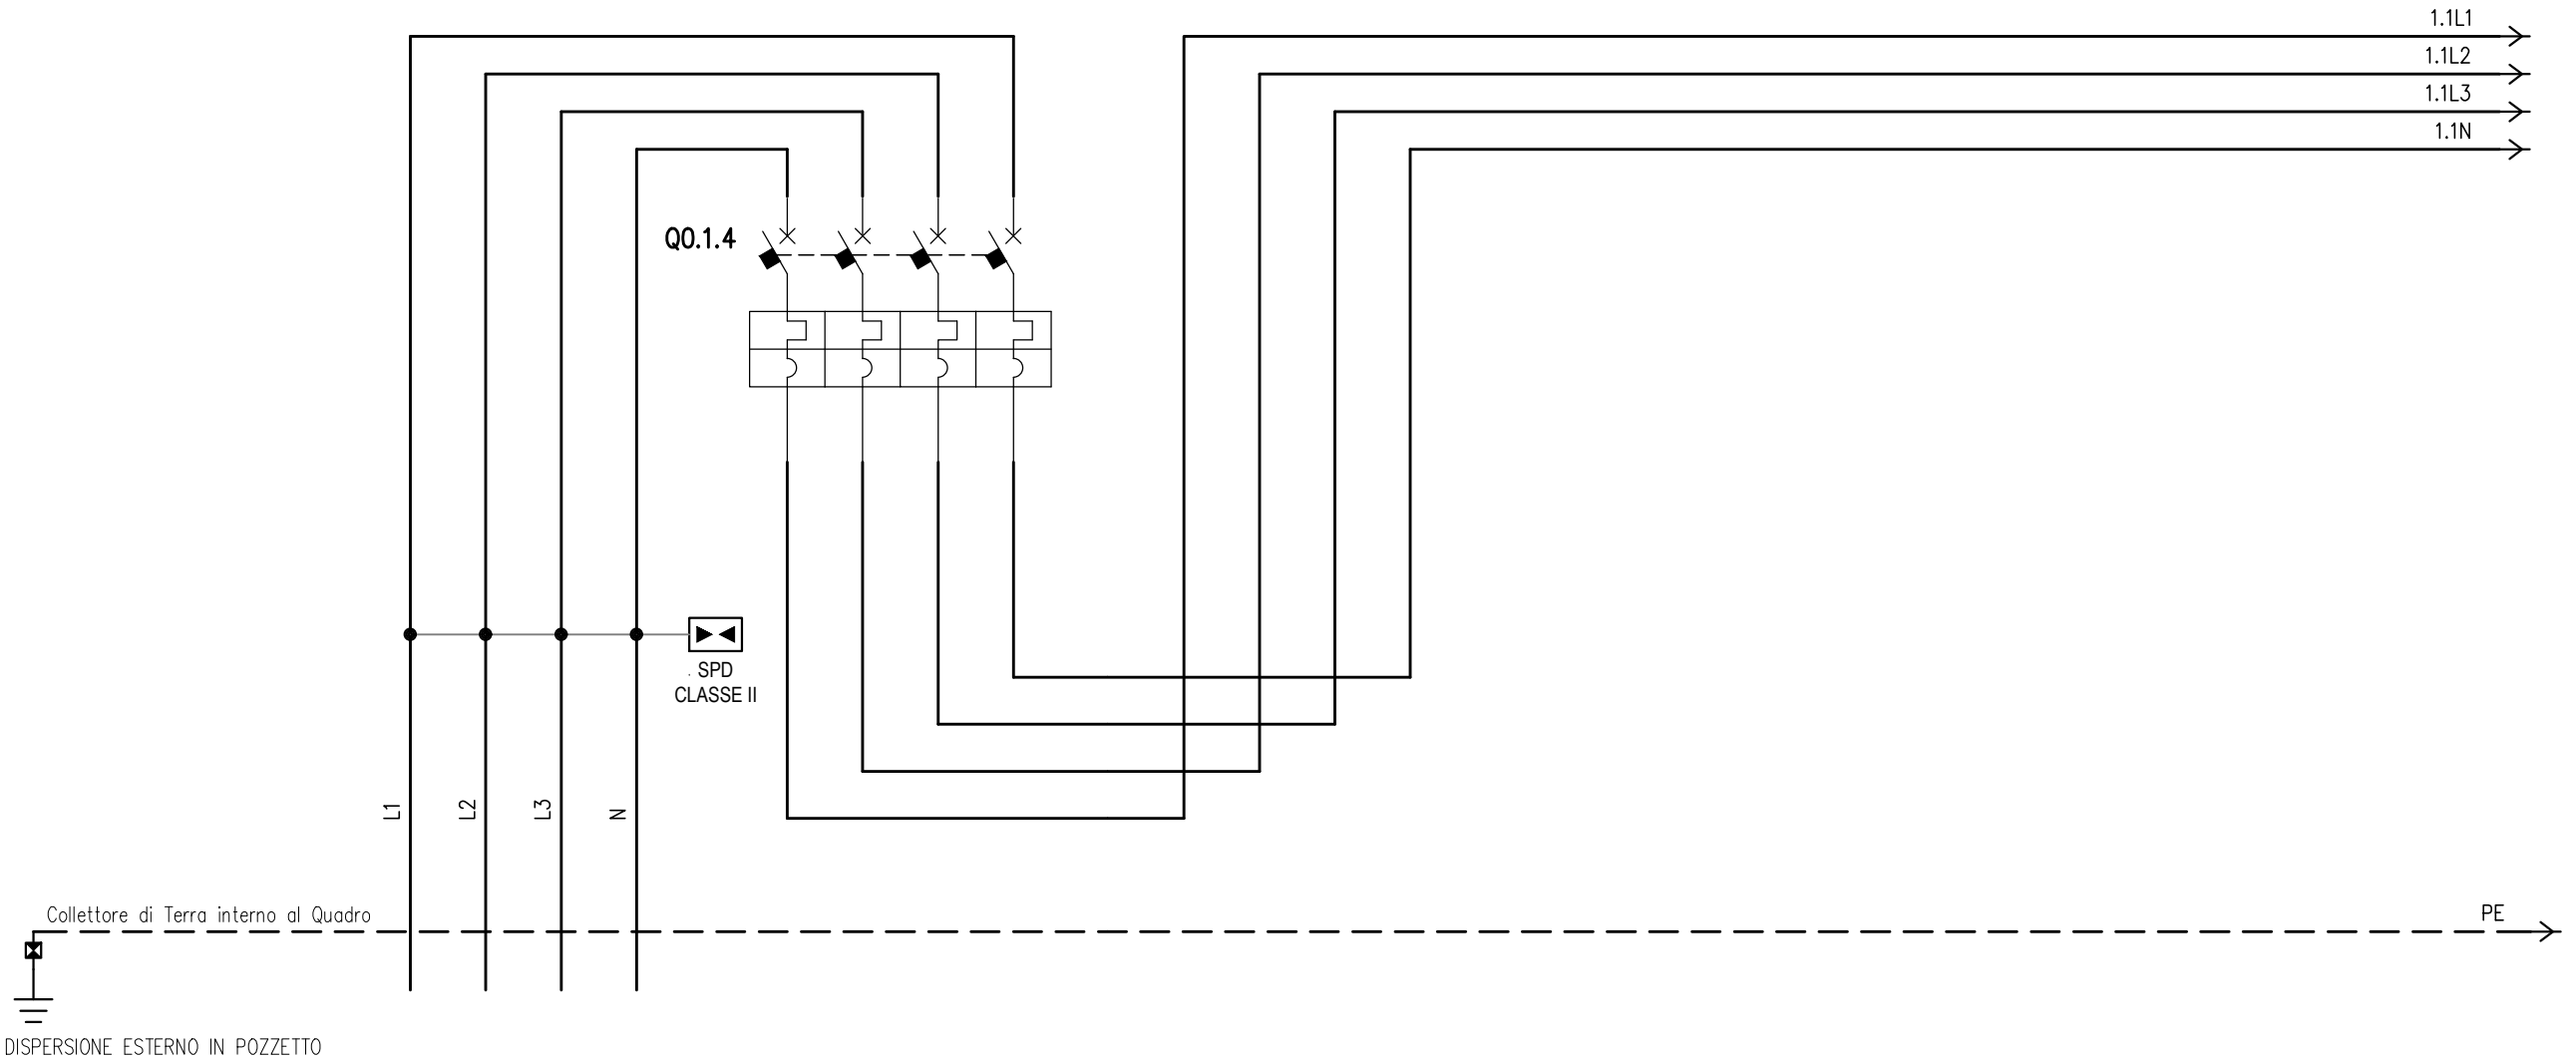 1.1L1
1.1L2
1.1L3
1.1N
Q0.1.4
. SPD
CLASSE II
L1
L2
L3
N
Collettore di Terra interno al Quadro
PE
DISPERSIONE ESTERNO IN POZZETTO